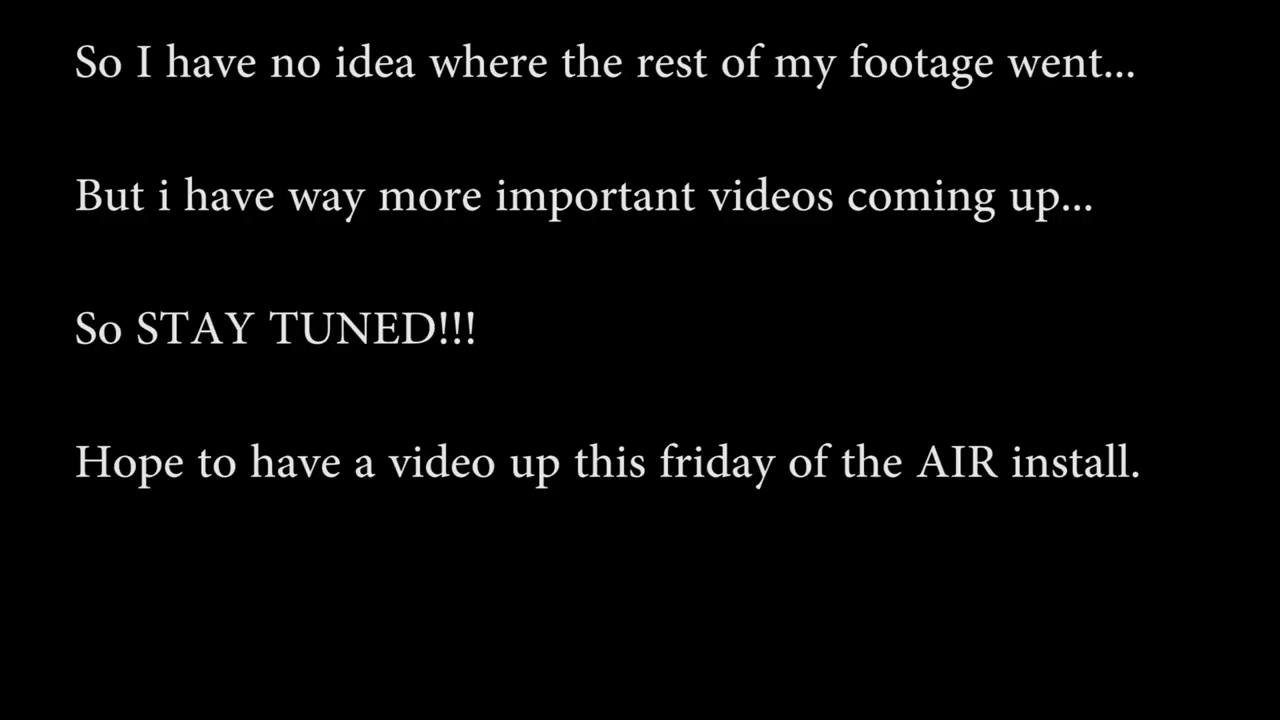 So I have no idea where the rest of my footage went...
But i have way more important videos coming up...
So STAY TUNED!!!
Hope to have a video up this friday of the AIR install.